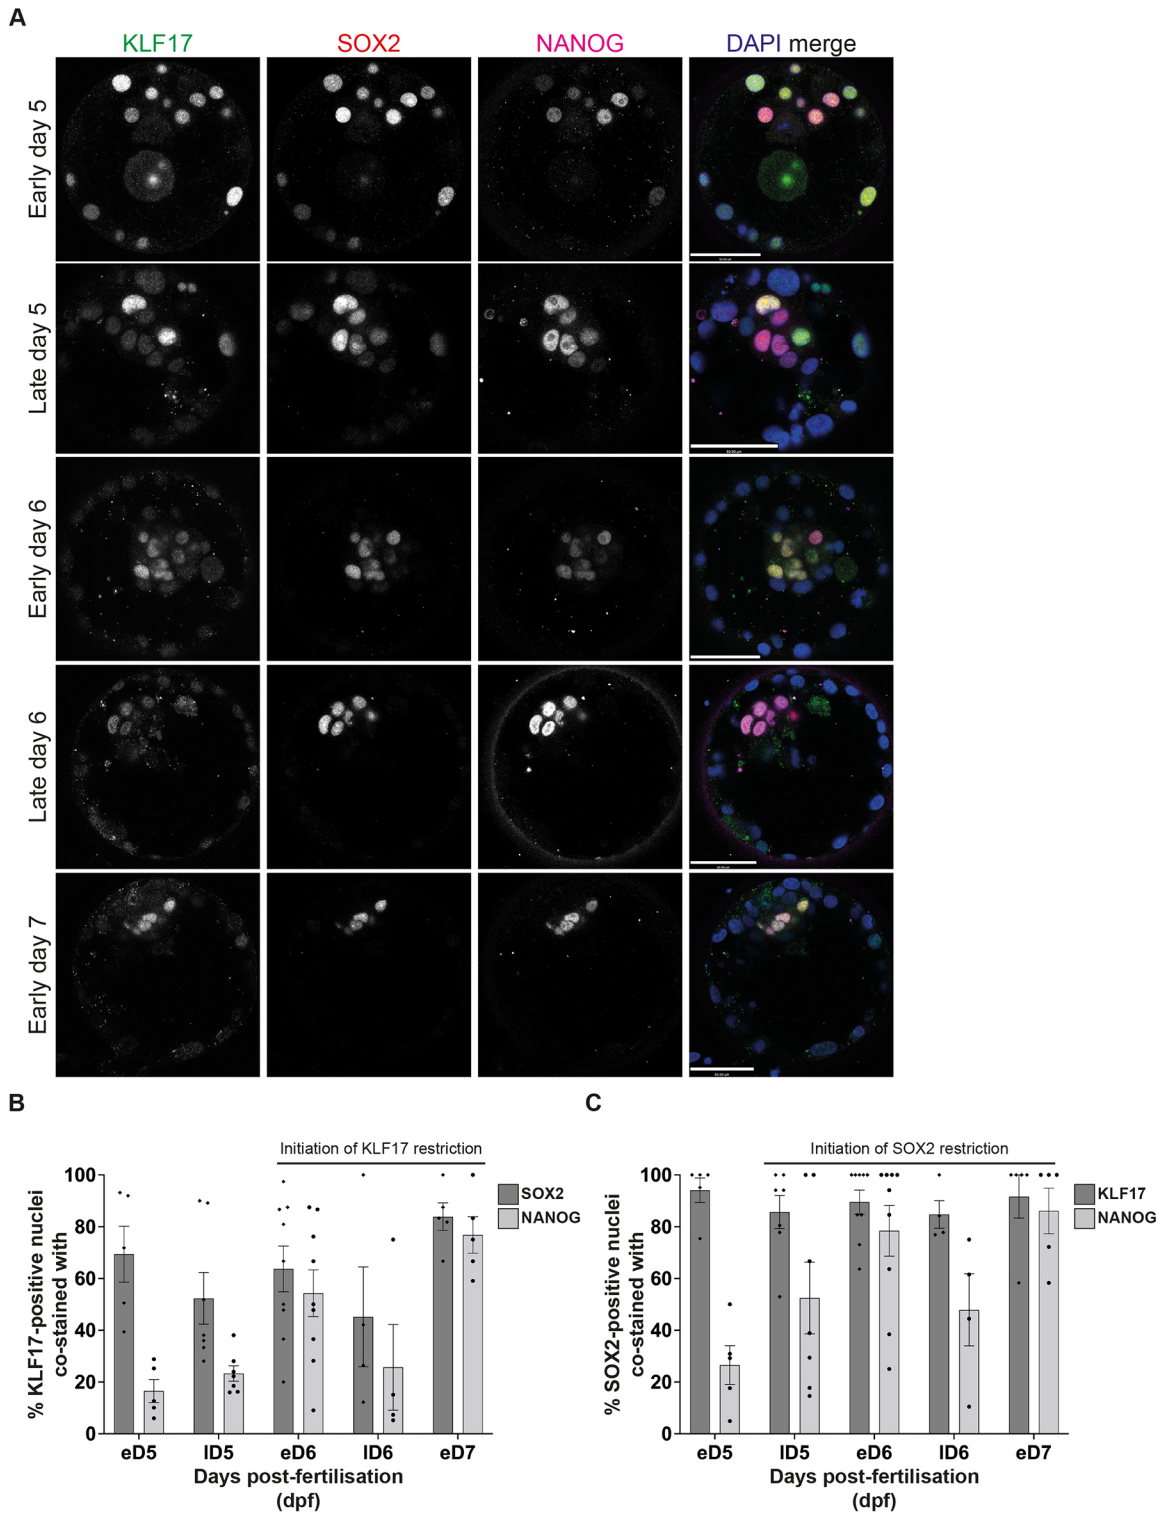 A
KLF17
SOX2
NANOG
DAPI merge
Early day 5
Late day 5
Early day 6
Late day 6
Early day 7
B
Initiation of KLF17 restriction
% KLF17-positive nuclei
co-stained with
100
80
60
40
20
0
SOX2
NANOG
eD5
lD5
eD6
lD6
eD7
Days post-fertilisation
(dpf)
C
Initiation of SOX2 restriction
% SOX2-positive nuclei
co-stained with
100
80
60
40
20
0
KLF17
NANOG
eD5
lD5
eD6
lD6
eD7
Days post-fertilisation
(dpf)